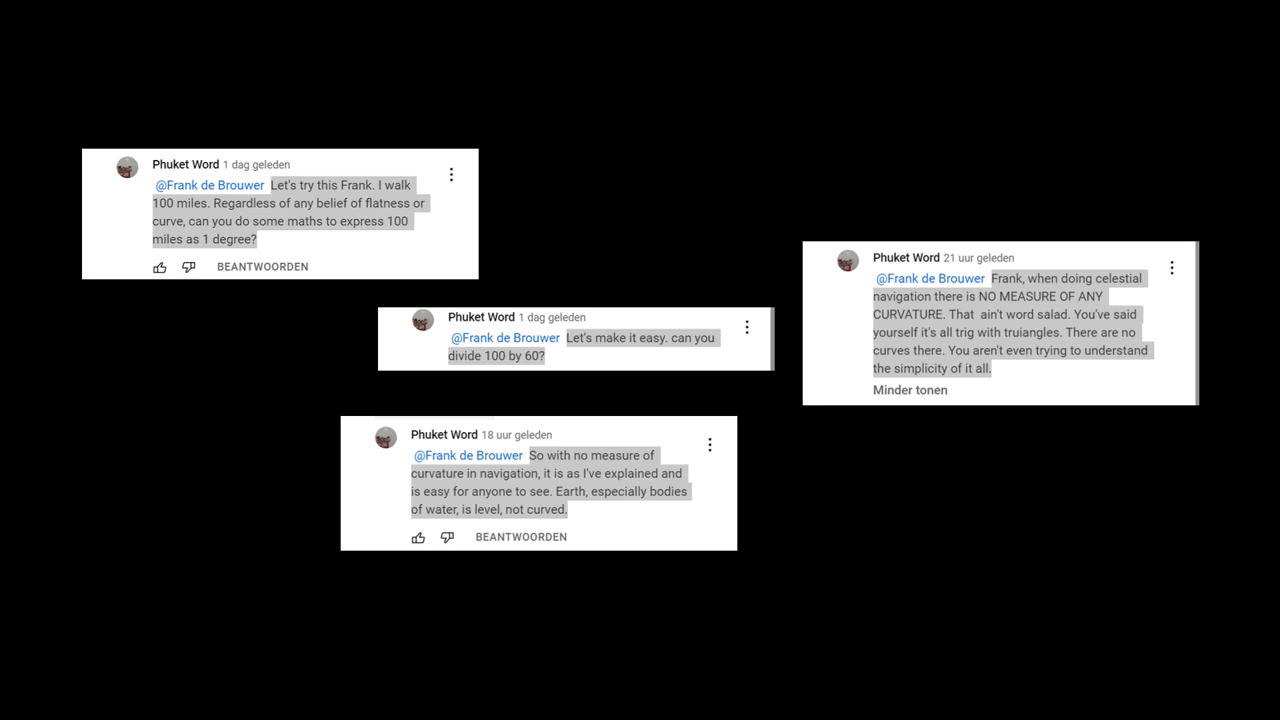 Phuket Word 1 dag geleden
@Frank de Brouwer Let's try this Frank. I walk
100 miles. Regardless of any belief of flatness or
curve, can you do some maths to express 100
miles as 1 degree?
BEANTWOORDEN
Phuket Word 1 dag geleden
@Frank de Brouwer Let's make it easy. can you
divide 100 by 60?
Phuket Word 18 uur geleden
@Frank de Brouwer So with no measure of
curvature in navigation, it is as I've explained and
is easy for anyone to see. Earth, especially bodies
of water, is level, not curved.
BEANTWOORDEN
Phuket Word 21 uur geleden
@Frank de Brouwer Frank, when doing celestial
navigation there is NO MEASURE OF ANY
CURVATURE. That ain't word salad. You've said
yourself it's all trig with truiangles. There are no
curves there. You aren't even trying to understand
the simplicity of it all.
Minder tonen